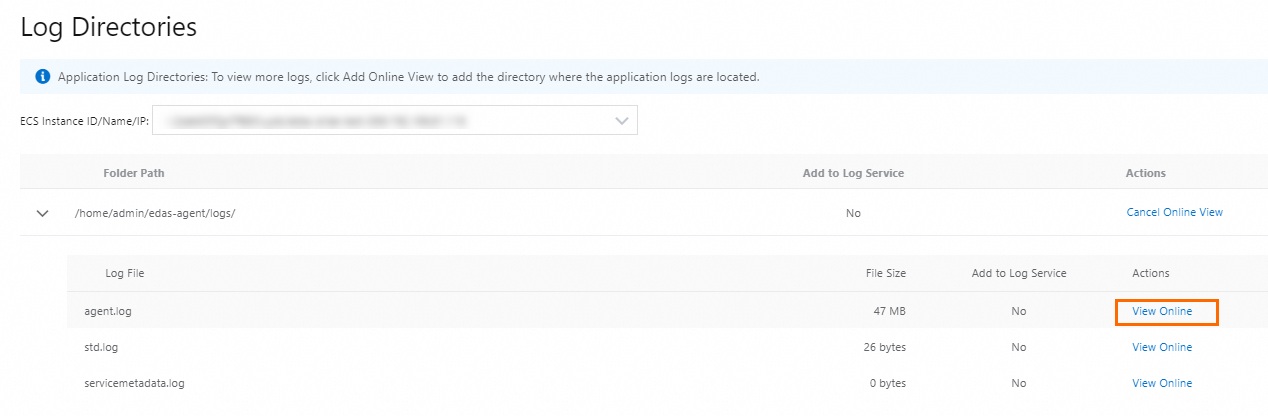 Log Directories
Application Log Directories: To view more logs, click Add Online View to add the directory where the application logs are located.
ECS Instance ID/Name/IP:
Folder Path Add to Log Service Actions
/home/admin/edas-agent/logs/ No Cancel Online View
Log File File Size Add to Log Service Actions
agent.log 47 MB No View Online
std.log 26 bytes No View Online
servicemetadata.log 0 bytes No View Online